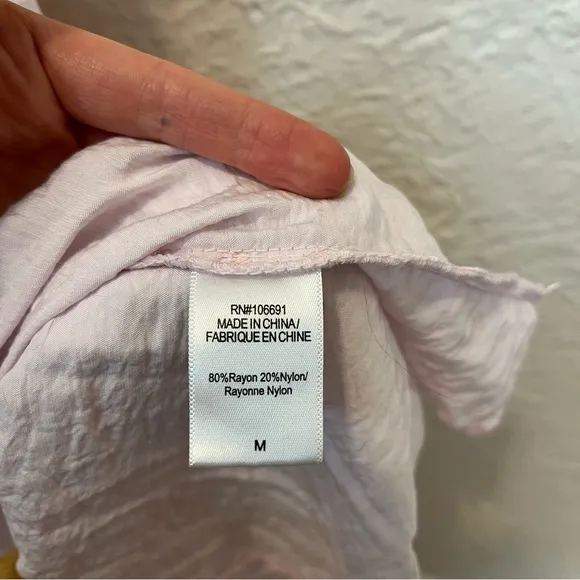 RN#106691
MADE IN CHINA/
FABRIQUE EN CHINE
80%Rayon 20%Nylon/
Rayonne Nylon
M